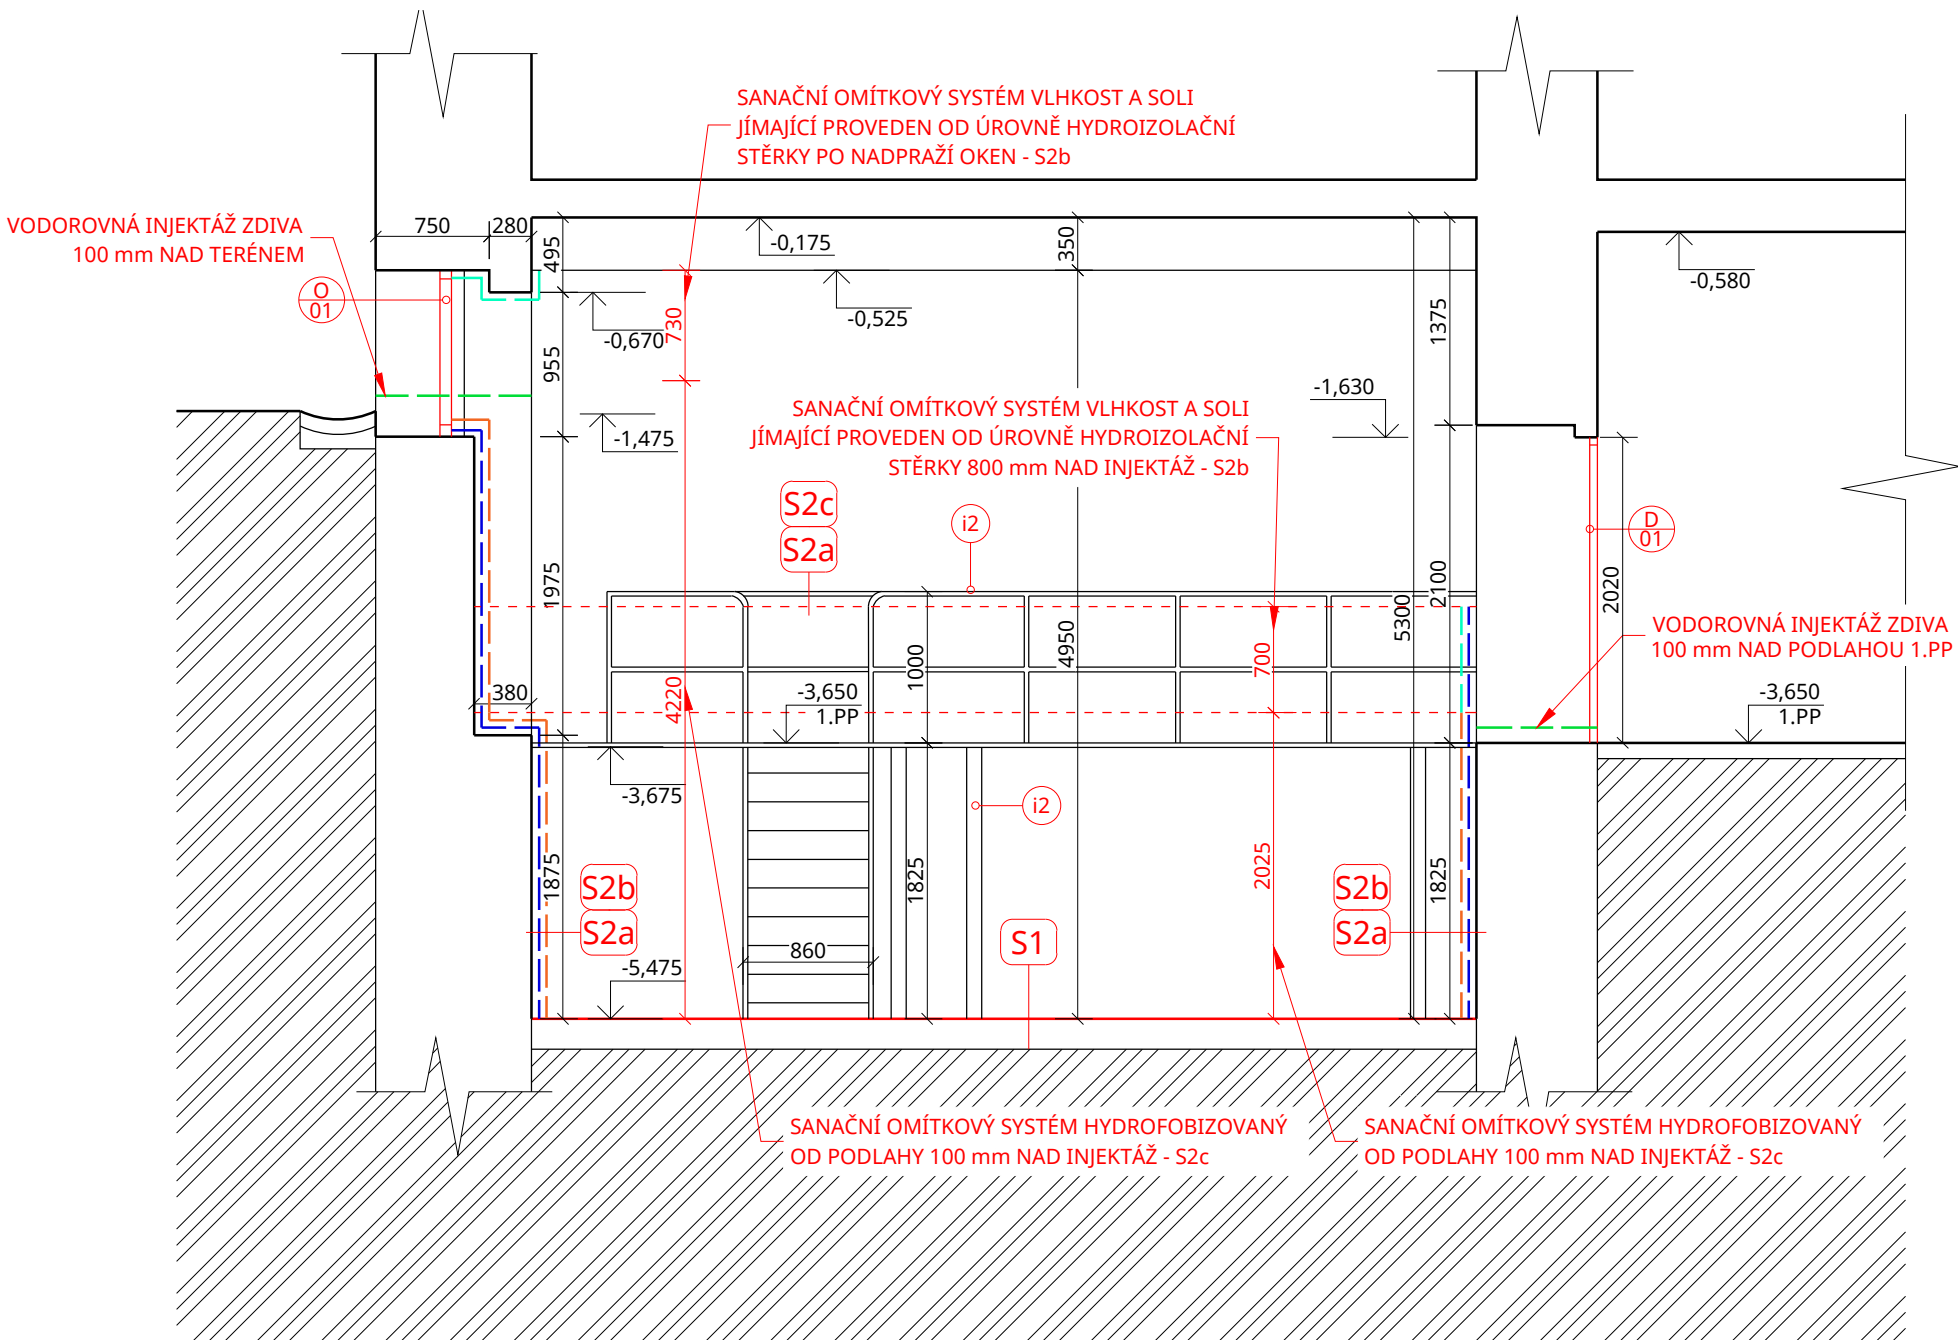 SANAČNÍ OMÍTKOVÝ SYSTÉM VLHKOST A SOLI
JÍMAJÍCÍ PROVEDEN OD ÚROVNĚ HYDROIZOLAČNÍ
STĚRKY PO NADPRAŽÍ OKEN - S2b
VODOROVNÁ INJEKTÁŽ ZDIVA
100 mm NAD TERÉNEM
750
280
495
-0,175
350
-0,580
O
01
-0,670
730
-0,525
1375
955
-1,630
SANAČNÍ OMÍTKOVÝ SYSTÉM VLHKOST A SOLI
JÍMAJÍCÍ PROVEDEN OD ÚROVNĚ HYDROIZOLAČNÍ
STĚRKY 800 mm NAD INJEKTÁŽ - S2b
-1,475
S2c
S2a
i2
D
01
1975
2100
5300
2020
VODOROVNÁ INJEKTÁŽ ZDIVA
100 mm NAD PODLAHOU 1.PP
1000
4950
700
380
4220
-3,650
1.PP
-3,650
1.PP
-3,675
i2
1875
1825
2025
1825
S2b
S2a
S2b
S2a
S1
860
-5,475
SANAČNÍ OMÍTKOVÝ SYSTÉM HYDROFOBIZOVANÝ
OD PODLAHY 100 mm NAD INJEKTÁŽ - S2c
SANAČNÍ OMÍTKOVÝ SYSTÉM HYDROFOBIZOVANÝ
OD PODLAHY 100 mm NAD INJEKTÁŽ - S2c